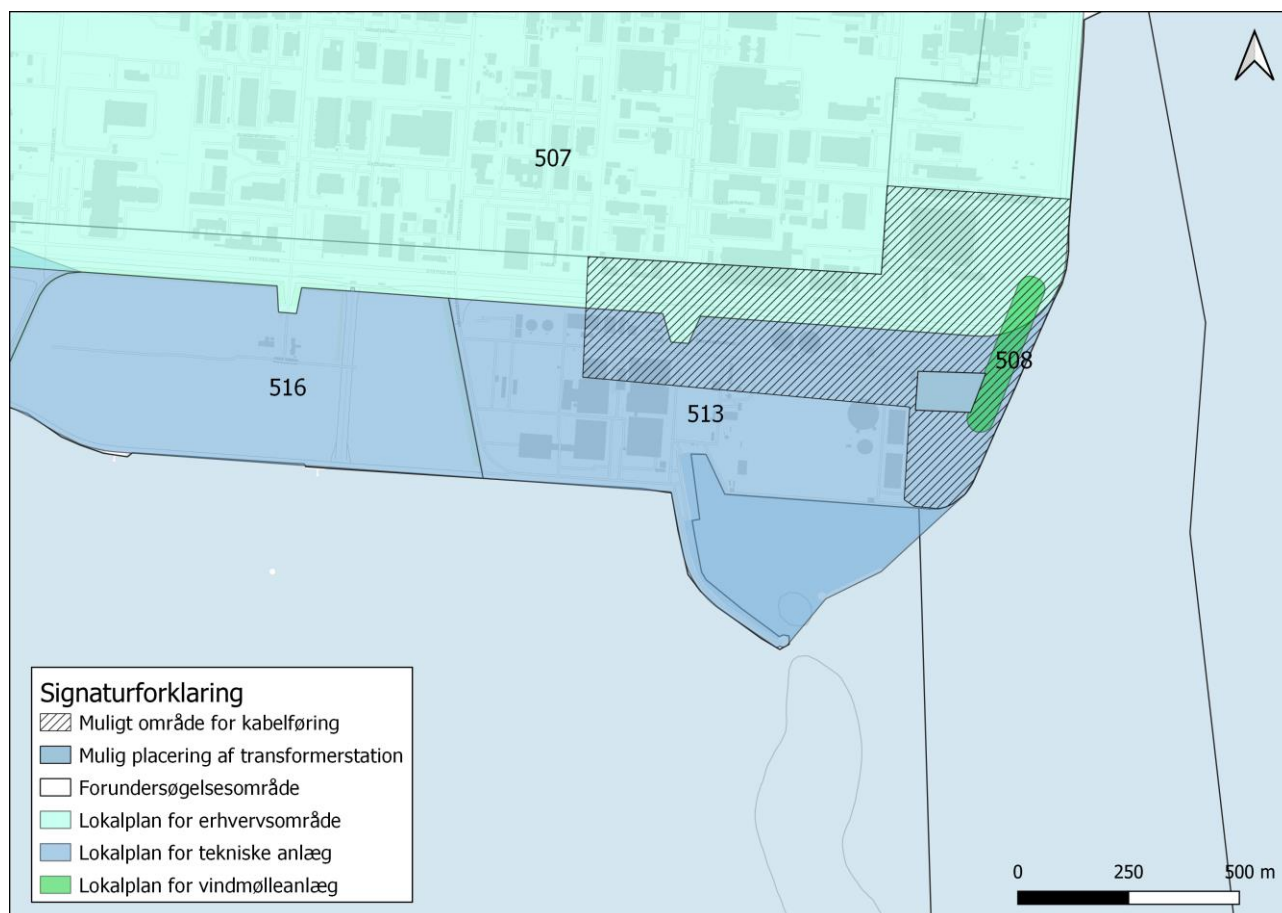 507
508
516
513
Signaturforklaring
Muligt område for kabelføring
Mulig placering af transformerstation
Forundersøgelsesområde
Lokalplan for erhvervsområde
Lokalplan for tekniske anlæg
Lokalplan for vindmølleanlæg
0 250 500 m